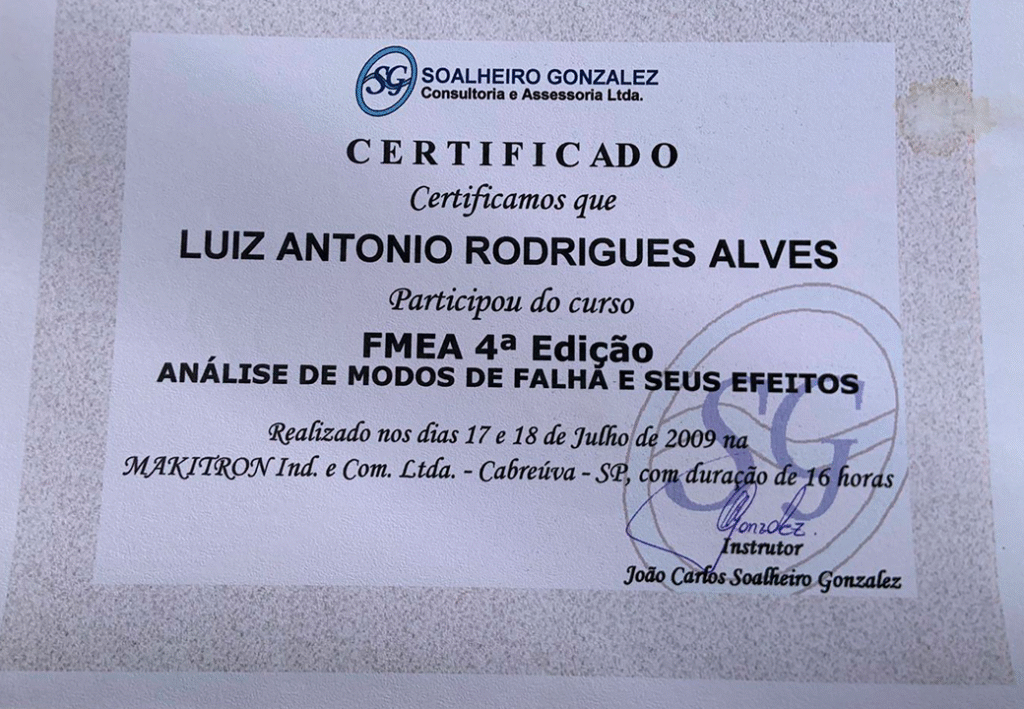 SG SOALHEIRO GONZALEZ
Consultoria e Assessoria Ltda.
CERTIFICADO
Certificamos que
LUIZ ANTONIO RODRIGUES ALVES
Participou do curso
FMEA 4ª Edição
ANÁLISE DE MODOS DE FALHA E SEUS EFEITOS
Realizado nos dias 17 e 18 de Julho de 2009 na
MAKITRON Ind. e Com. Ltda. - Cabreúva - SP, com duração de 16 horas
SG
Gonzalez.
Instrutor
João Carlos Soalheiro Gonzalez